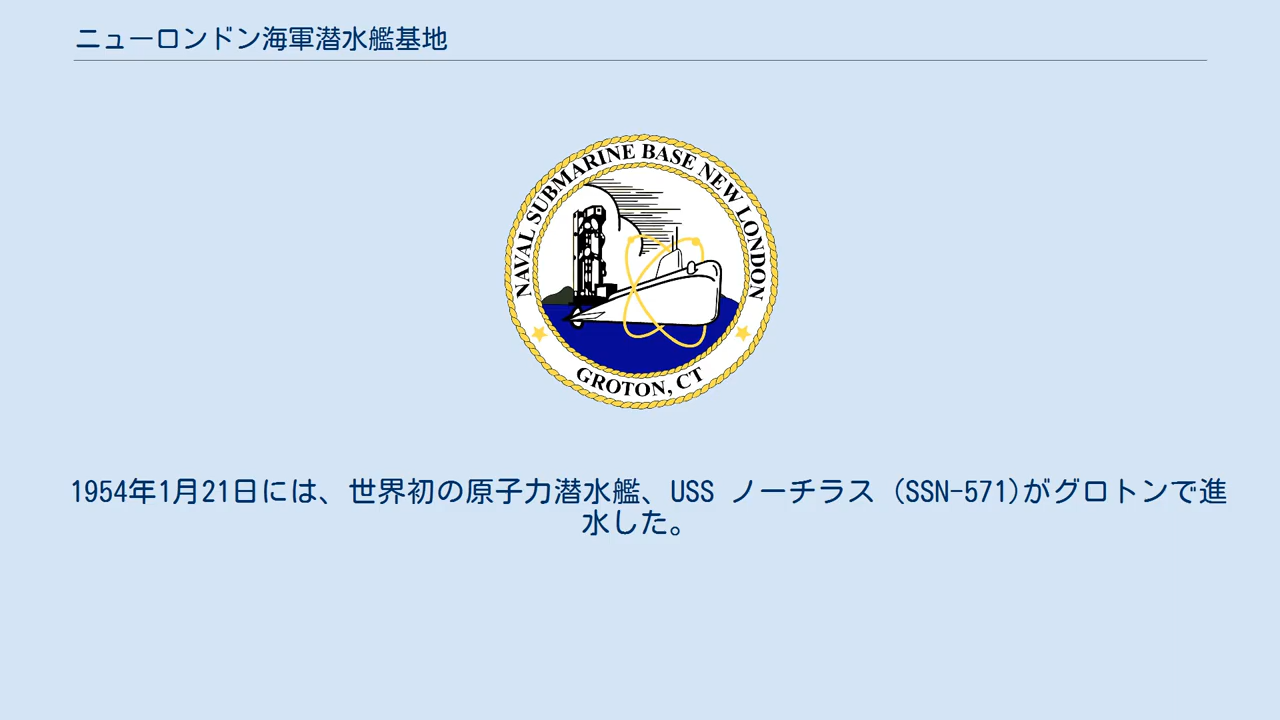 ニューロンドン海軍潜水艦基地
NAVAL SUBMARINE BASE NEW LONDON
GROTON, CT
1954年1月21日には、世界初の原子力潜水艦、USS ノーチラス (SSN-571)がグロトンで進
水した。